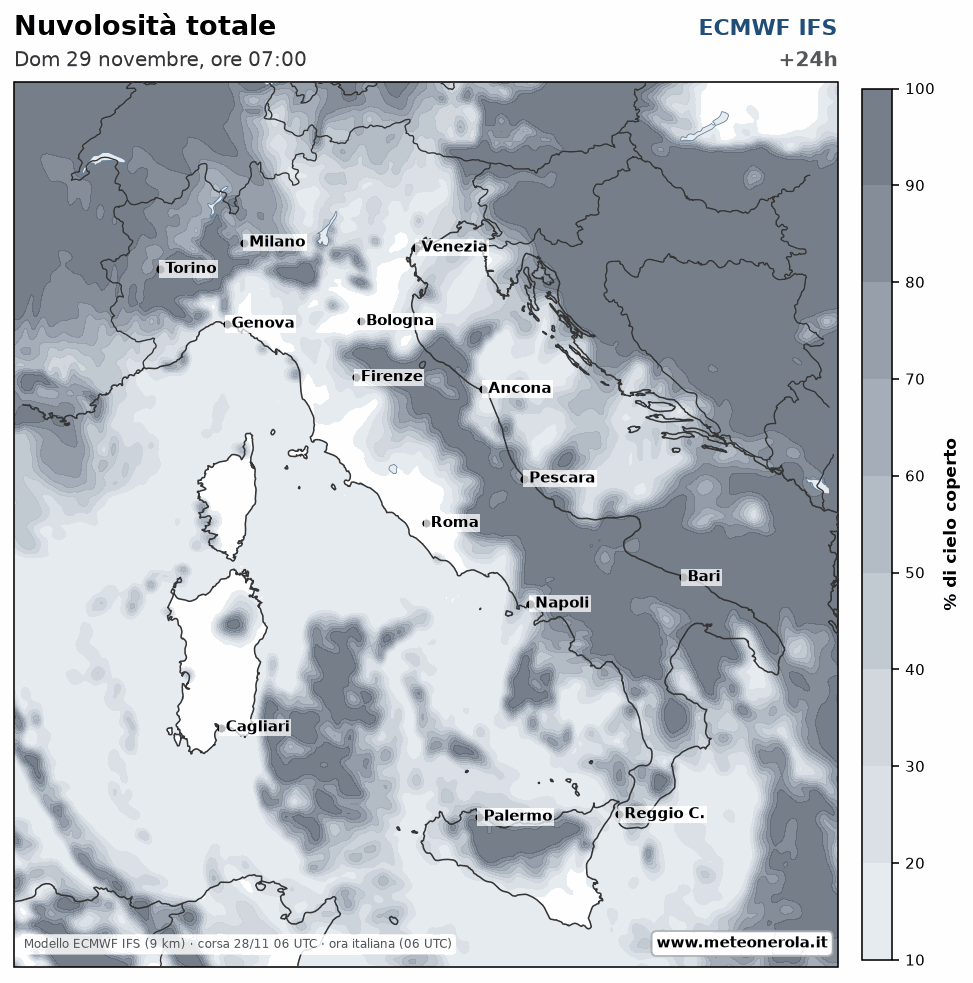 Nuvolosità totale
ECMWF IFS
Dom 29 novembre, ore 07:00
+24h
100
90
80
70
60
50
40
30
20
10
% di cielo coperto
Milano
Venezia
Torino
Genova
Bologna
Firenze
Ancona
Pescara
Roma
Bari
Napoli
Cagliari
Palermo
Reggio C.
Modello ECMWF IFS (9 km) · corsa 28/11 06 UTC · ora italiana (06 UTC)
www.meteonerola.it